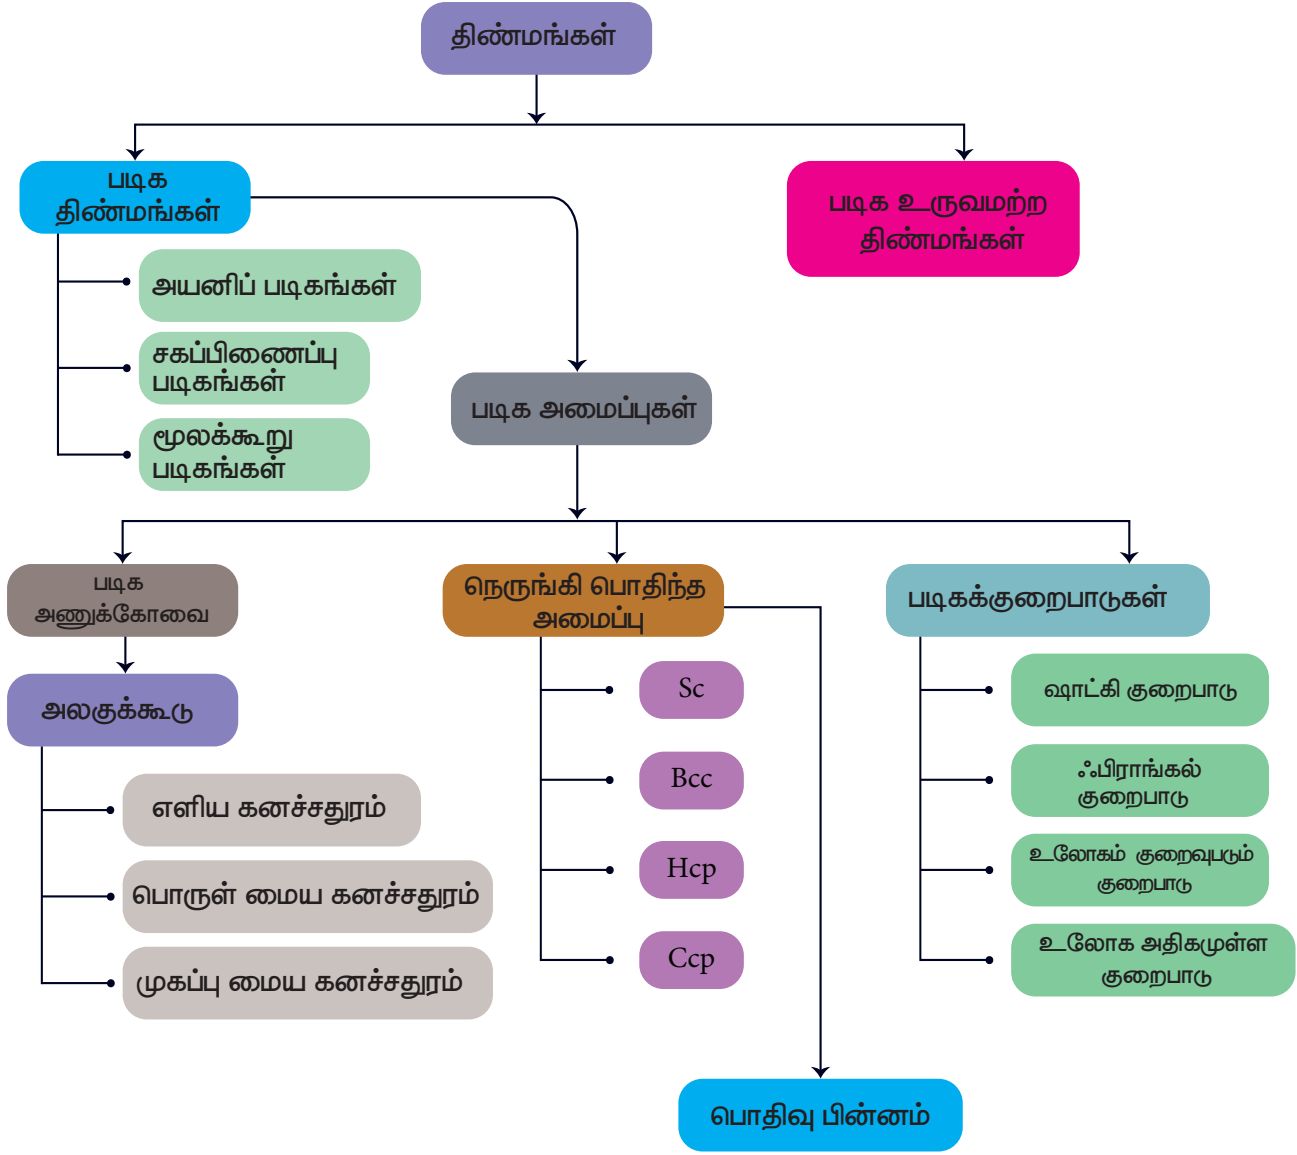 திண்மங்கள்
படிக
திண்மங்கள்
படிக உருவமற்ற
திண்மங்கள்
அயனிப் படிகங்கள்
சகப்பிணைப்பு
படிகங்கள்
மூலக்கூறு
படிகங்கள்
படிக அமைப்புகள்
படிக
அணுக்கோவை
அலகுக்கூடு
எளிய கனச்சதுரம்
பொருள் மைய கனச்சதுரம்
முகப்பு மைய கனச்சதுரம்
நெருங்கி பொதிந்த
அமைப்பு
Sc
Bcc
Hcp
Ccp
பொதிவு பின்னம்
படிகக்குறைபாடுகள்
ஷாட்கி குறைபாடு
ஃபிராங்கல்
குறைபாடு
உலோகம் குறைவுபடும்
குறைபாடு
உலோக அதிகமுள்ள
குறைபாடு